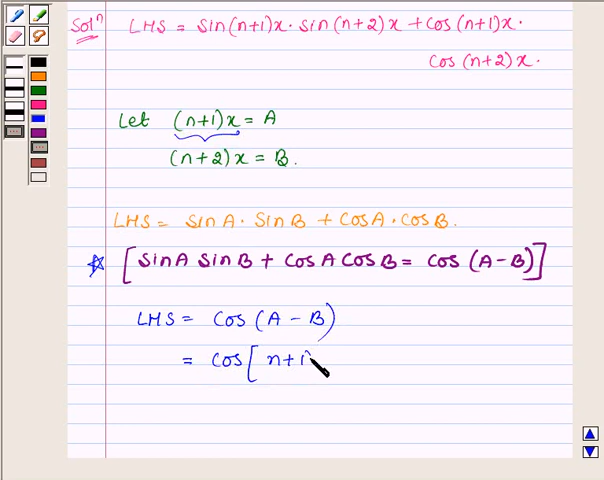 Solⁿ LHS = sin(n+1)x · sin(n+2)x + cos(n+1)x ·
cos(n+2)x .
Let (n+1)x = A
(n+2)x = B.
LHS = sinA · sinB + cosA · cosB.
☆ [sinA sinB + cosA cosB = cos(A-B)]
LHS = cos(A-B)
= cos[ n+1)